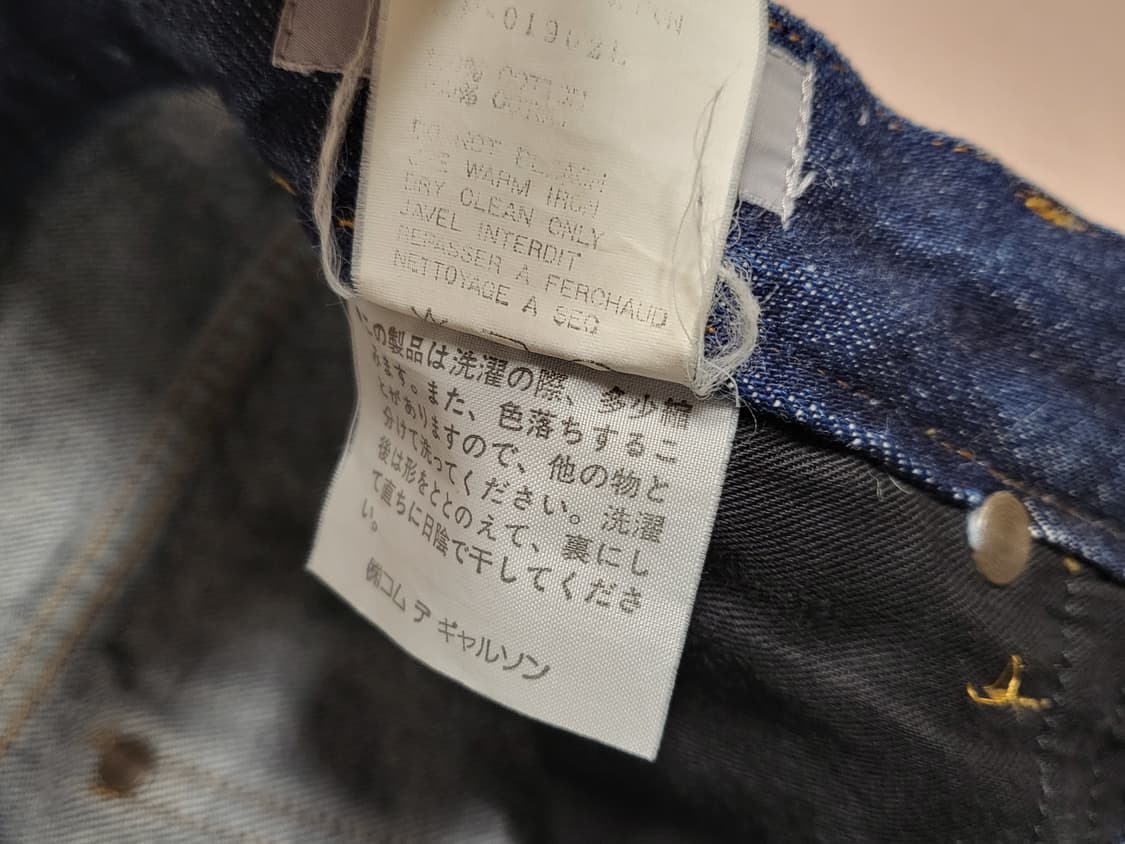 COTTON
DO NOT BLEACH
USE WARM IRON
DRY CLEAN ONLY
JAVEL INTERDIT
REPASSER A FERCHAUD
NETTOYAGE A SEC
この製品は洗濯の際、多少縮
みます。また、色落ちするこ
とがありますので、他の物と
分けて洗ってください。洗濯
後は形をととのえて、裏にし
て直ちに日陰で干してくださ
い。
㈱コム デ ギャルソン